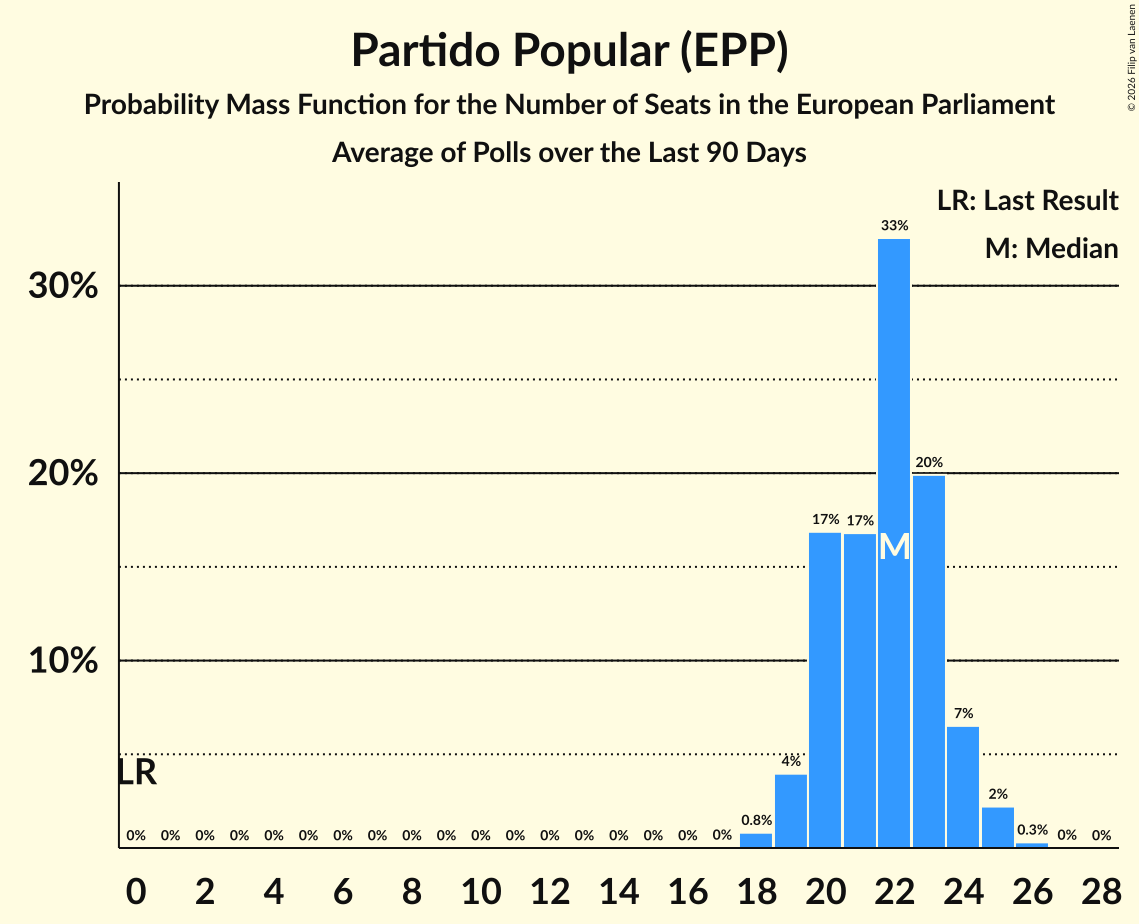 Partido Popular (EPP)
Probability Mass Function for the Number of Seats in the European Parliament
Average of Polls over the Last 90 Days
© 2026 Filip van Laenen
LR: Last Result
M: Median
33%
30%
20%
20%
17% 17%
M
10%
7%
LR
4%
2%
0% 0% 0% 0% 0% 0% 0% 0% 0% 0% 0% 0% 0% 0% 0% 0% 0% 0% 0.8% 0.3% 0% 0%
0 2 4 6 8 10 12 14 16 18 20 22 24 26 28